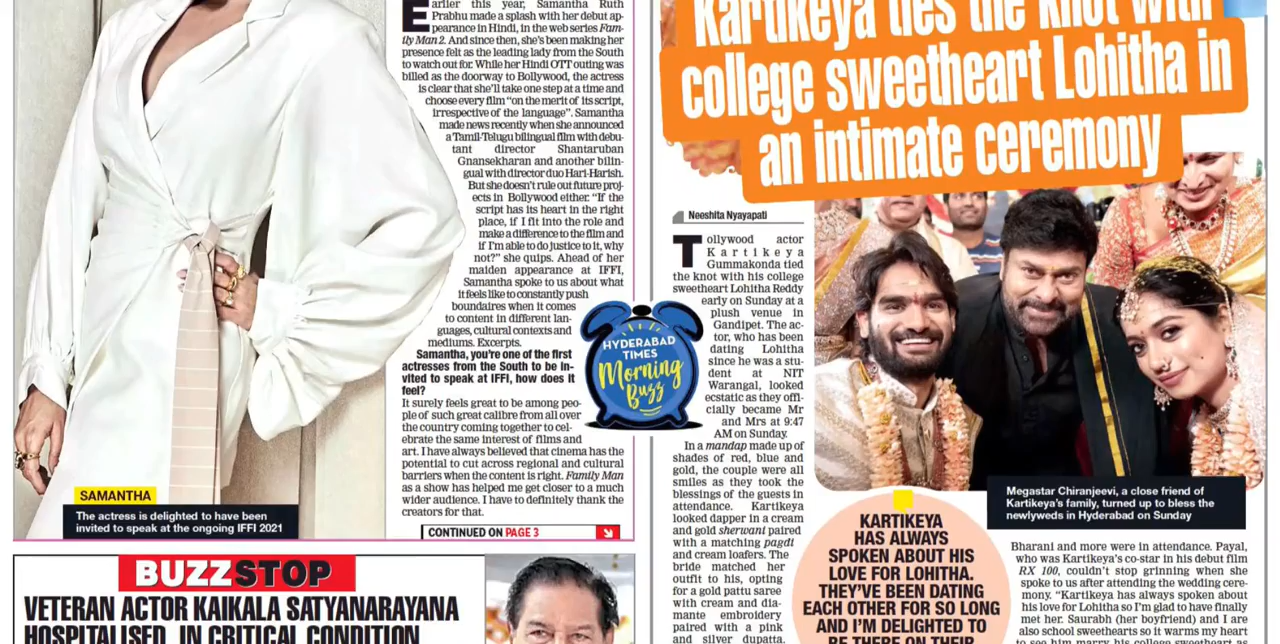 Earlier this year, Samantha Ruth
Prabhu made a splash with her debut ap-
pearance in Hindi, in the web series Fam-
ily Man 2. And since then, she's been making her
presence felt as the leading lady from the South
to watch out for. While her Hindi OTT outing was
billed as the doorway to Bollywood, the actress
is clear that she'll take one step at a time and
choose every film "on the merit of its script,
irrespective of the language". Samantha
made news recently when she announced
a Tamil-Telugu bilingual film with debu-
tant director Shantaruban
Gnansekharan and another bilin-
gual with director duo Hari-Harish.
But she doesn't rule out future proj-
ects in Bollywood either. "If the
script has its heart in the right
place, if I fit into the role and
make a difference to the film and
if I'm able to do justice to it, why
not?" she quips. Ahead of her
maiden appearance at IFFI,
Samantha spoke to us about what
it feels like to constantly push
boundaires when it comes
to content in different lan-
guages, cultural contexts and
mediums. Excerpts.
Samantha, you're one of the first
actresses from the South to be in-
vited to speak at IFFI, how does it
feel?
It surely feels great to be among peo-
ple of such great calibre from all over
the country coming together to cel-
ebrate the same interest of films and
art. I have always believed that cinema has the
potential to cut across regional and cultural
barriers when the content is right. Family Man
as a show has helped me get closer to a much
wider audience. I have to definitely thank the
creators for that.
CONTINUED ON PAGE 3
SAMANTHA
The actress is delighted to have been
invited to speak at the ongoing IFFI 2021
BUZZSTOP
VETERAN ACTOR KAIKALA SATYANARAYANA
HOSPITALISED, IN CRITICAL CONDITION
HYDERABAD
TIMES
Morning
Buzz
Kartikeya ties the knot with
college sweetheart Lohitha in
an intimate ceremony
Neeshita Nyayapati
Tollywood actor
Kartikeya
Gummakonda tied
the knot with his college
sweetheart Lohitha Reddy
early on Sunday at a
plush venue in
Gandipet. The ac-
tor, who has been
dating Lohitha
since he was a stu-
dent at NIT
Warangal, looked
ecstatic as they offi-
cially became Mr
and Mrs at 9:47
AM on Sunday.
In a mandap made up of
shades of red, blue and
gold, the couple were all
smiles as they took the
blessings of the guests in
attendance. Kartikeya
looked dapper in a cream
and gold sherwani paired
with a matching pagdi
and cream loafers. The
bride matched her
outfit to his, opting
for a gold pattu saree
with cream and dia-
mante embroidery
paired with a pink
and silver dupatta.
KARTIKEYA
HAS ALWAYS
SPOKEN ABOUT HIS
LOVE FOR LOHITHA.
THEY'VE BEEN DATING
EACH OTHER FOR SO LONG
AND I'M DELIGHTED TO
BE THERE ON THEIR
Megastar Chiranjeevi, a close friend of
Kartikeya's family, turned up to bless the
newlyweds in Hyderabad on Sunday
Bharani and more were in attendance. Payal,
who was Kartikeya's co-star in his debut film
RX 100, couldn't stop grinning when she
spoke to us after attending the wedding cere-
mony. "Kartikeya has always spoken about
his love for Lohitha so I'm glad to have finally
met her. Saurabh (her boyfriend) and I are
also school sweethearts so it warms my heart
to see him marry his college sweetheart as